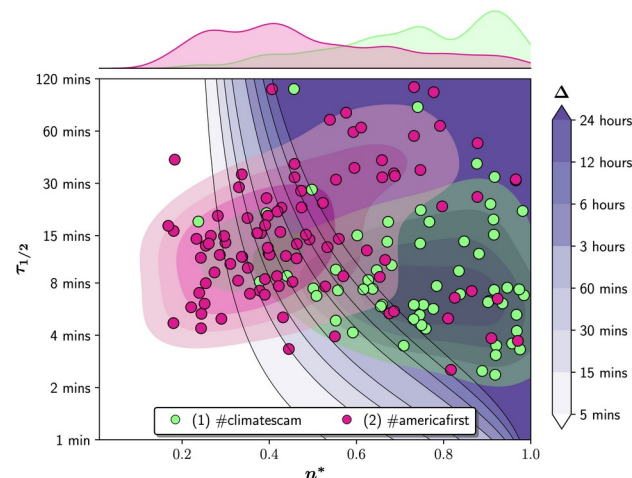 Δ
120 mins
60 mins
30 mins
15 mins
8 mins
4 mins
2 mins
1 min
τ1/2
24 hours
12 hours
6 hours
3 hours
60 mins
30 mins
15 mins
5 mins
(1) #climatescam (2) #americafirst
0.2 0.4 0.6 0.8 1.0
n*